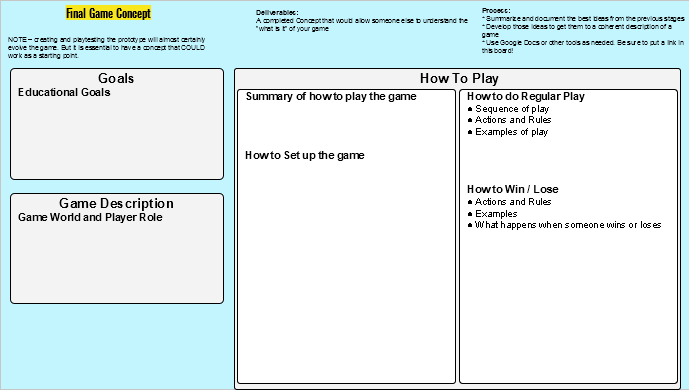 Final Game Concept
NOTE – creating and playtesting the prototype will almost certainly
evolve the game. But it is essential to have a concept that COULD
work as a starting point.
Deliverables:
A completed Concept that would allow someone else to understand the
"what is it" of your game
Process:
* Summarize and document the best ideas from the previous stages
* Develop those ideas to get them to a coherent description of a
game
* Use Google Docs or other tools as needed. Be sure to put a link in
this board!
Goals
Educational Goals
Game Description
Game World and Player Role
How To Play
Summary of how to play the game
How to Set up the game
How to do Regular Play
● Sequence of play
● Actions and Rules
● Examples of play
How to Win / Lose
● Actions and Rules
● Examples
● What happens when someone wins or loses